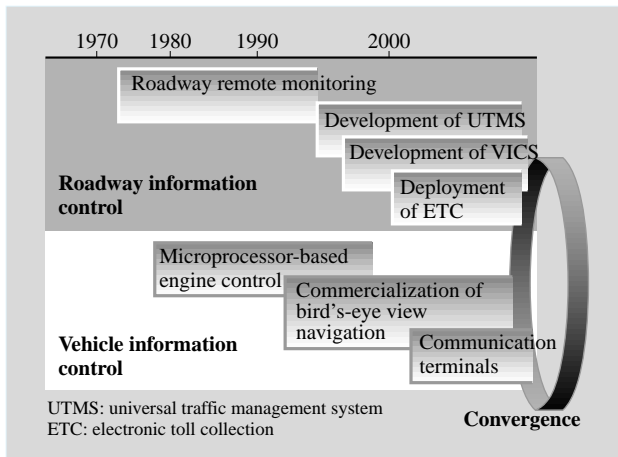 1970 1980 1990 2000
Roadway remote monitoring
Development of UTMS
Development of VICS
Deployment
of ETC
Roadway information
control
Microprocessor-based
engine control
Commercialization of
bird's-eye view
navigation
Communication
terminals
Vehicle information
control
UTMS: universal traffic management system
ETC: electronic toll collection
Convergence